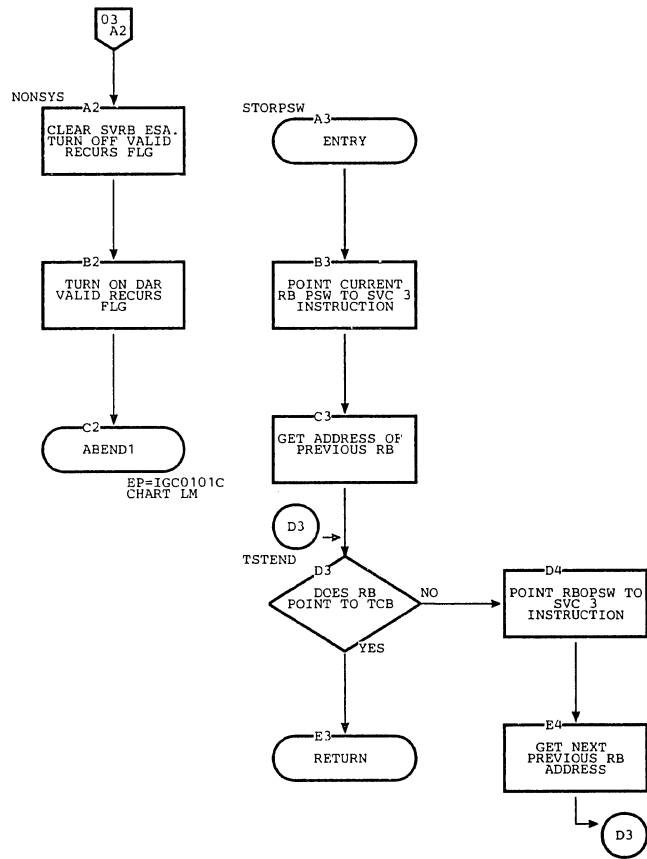 03
A2
NONSYS
A2
CLEAR SVRB ESA.
TURN OFF VALID
RECURS FLG
B2
TURN ON DAR
VALID RECURS
FLG
C2
ABEND1
EP=IGC0101C
CHART LM
STORPSW
A3
ENTRY
B3
POINT CURRENT
RB PSW TO SVC 3
INSTRUCTION
C3
GET ADDRESS OF
PREVIOUS RB
D3
TSTEND
D3
DOES RB
POINT TO TCB
NO
YES
E3
RETURN
D4
POINT RBOPSW TO
SVC 3
INSTRUCTION
E4
GET NEXT
PREVIOUS RB
ADDRESS
D3